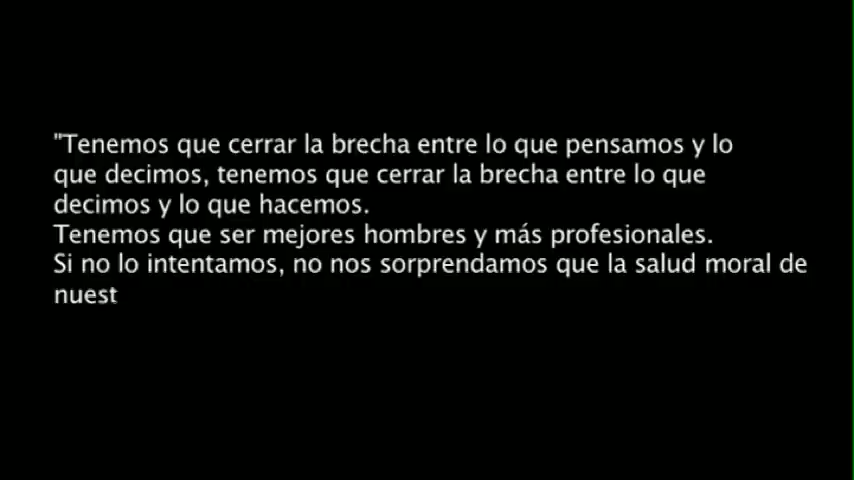 "Tenemos que cerrar la brecha entre lo que pensamos y lo
que decimos, tenemos que cerrar la brecha entre lo que
decimos y lo que hacemos.
Tenemos que ser mejores hombres y más profesionales.
Si no lo intentamos, no nos sorprendamos que la salud moral de
nuest